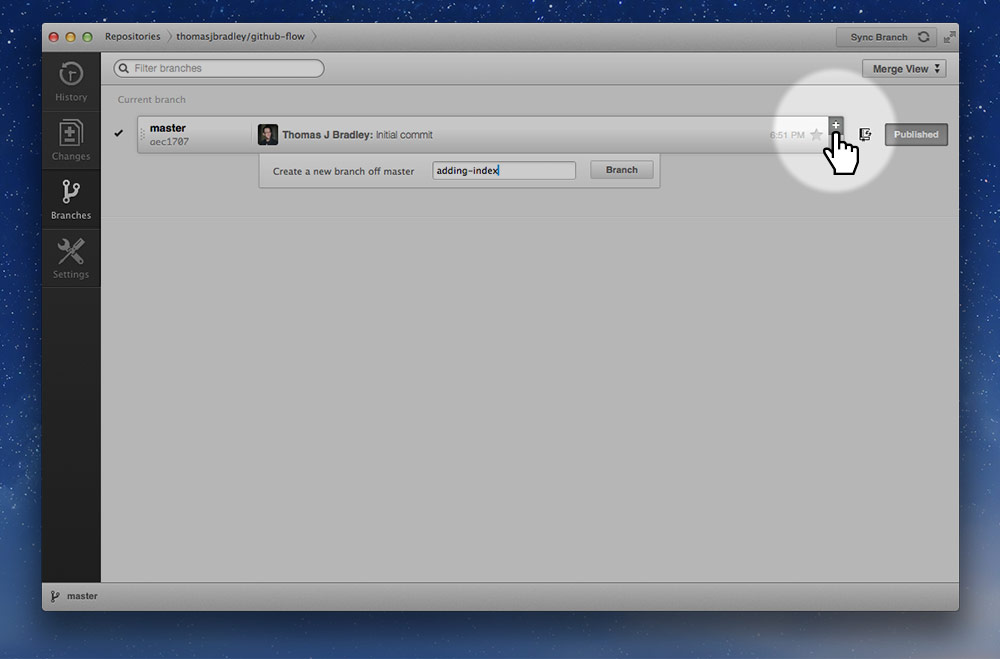 Repositories thomasjbradley/github-flow Sync Branch
Filter branches Merge View
Current branch
master
aec1707
Thomas J Bradley: Initial commit 6:51 PM Published
Create a new branch off master adding-index Branch
History
Changes
Branches
Settings
master